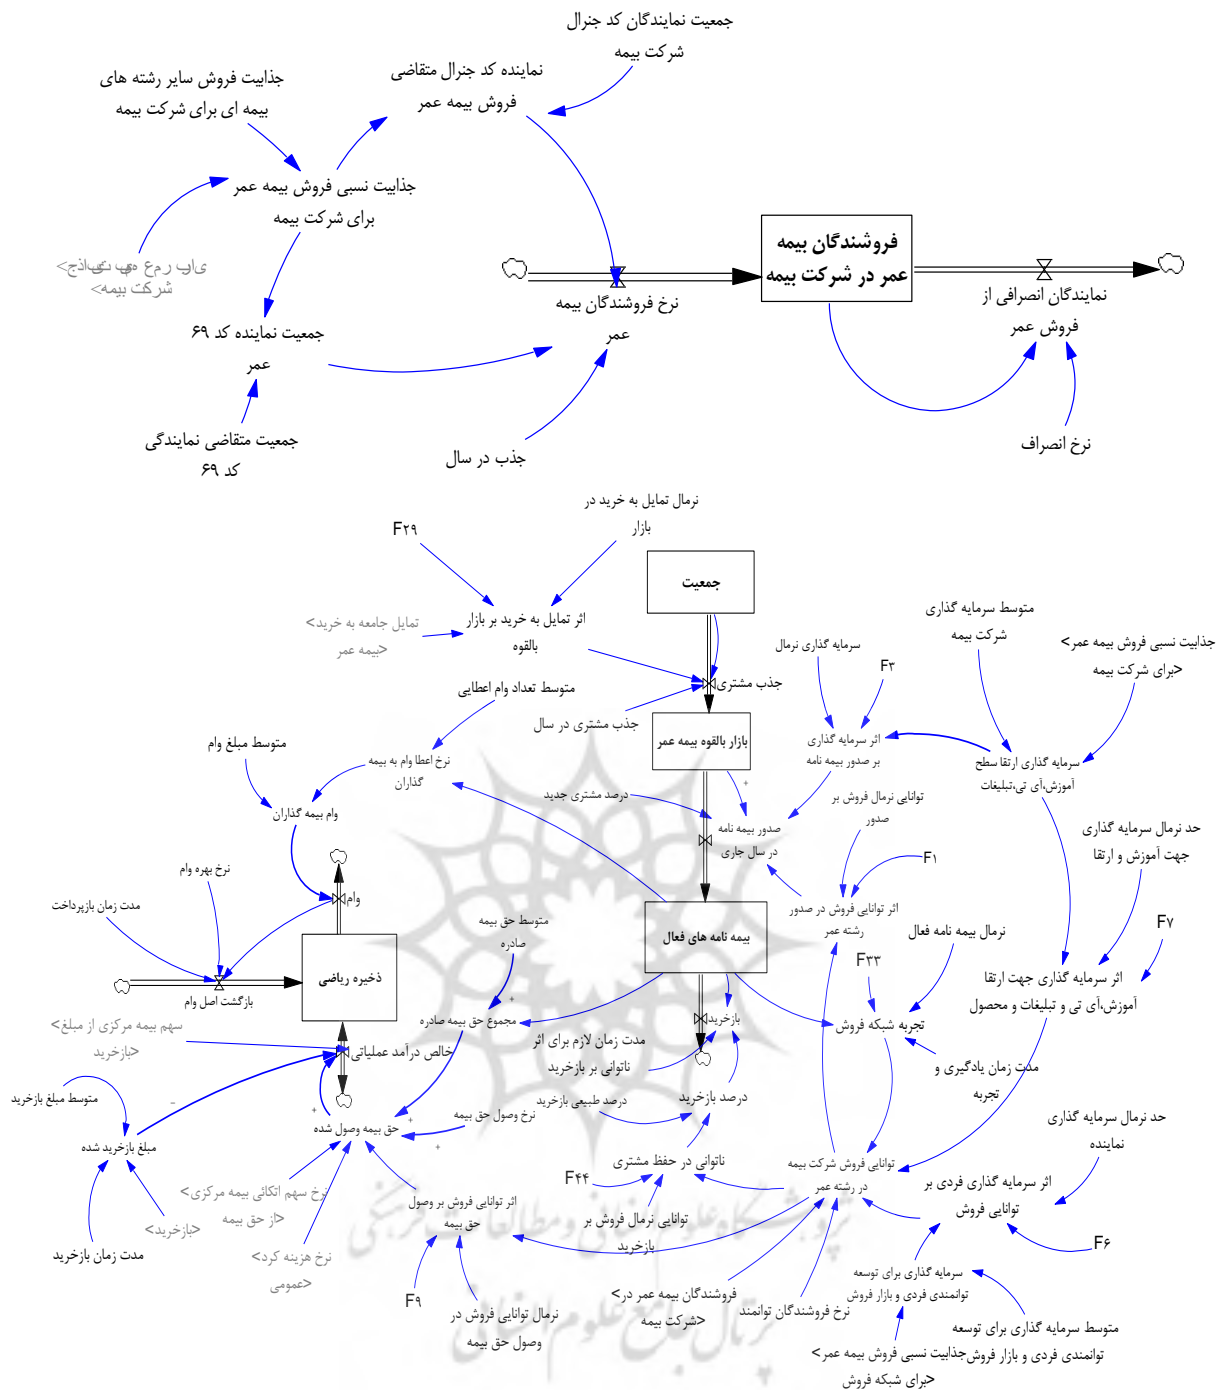 جمعیت نمایندگان کد جنرال
شرکت بیمه
نماینده کد جنرال متقاضی
فروش بیمه عمر
جذابیت فروش سایر رشته های
بیمه ای برای شرکت بیمه
جذابیت نسبی فروش بیمه عمر
برای شرکت بیمه
شرکت بیمه>
فروشندگان بیمه
عمر در شرکت بیمه
نرخ فروشندگان بیمه
عمر
نمایندگان انصرافی از
فروش عمر
جمعیت نماینده کد ۶۹
عمر
جمعیت متقاضی نمایندگی
کد ۶۹
جذب در سال
نرخ انصراف
نرمال تمایل به خرید در
بازار
F۲۹
جمعیت
اثر تمایل به خرید بر بازار
بالقوه
<تمایل جامعه به خرید
بیمه عمر>
متوسط سرمایه گذاری
شرکت بیمه
<جذابیت نسبی فروش بیمه عمر
برای شرکت بیمه>
سرمایه گذاری نرمال
F۳
جذب مشتری
جذب مشتری در سال
متوسط تعداد وام اعطایی
بازار بالقوه بیمه عمر
اثر سرمایه گذاری
بر صدور بیمه نامه
سرمایه گذاری ارتقا سطح
آموزش،آی تی،تبلیغات
متوسط مبلغ وام
نرخ اعطا وام به بیمه
گذاران
وام بیمه گذاران
درصد مشتری جدید
صدور بیمه نامه
در سال جاری
توانایی نرمال فروش بر
صدور
F۱
حد نرمال سرمایه گذاری
جهت آموزش و ارتقا
نرخ بهره وام
مدت زمان بازپرداخت
وام
ذخیره ریاضی
بازگشت اصل وام
متوسط حق بیمه
صادره
بیمه نامه های فعال
اثر توانایی فروش در صدور
رشته عمر
نرمال بیمه نامه فعال
F۳۳
F۷
اثر سرمایه گذاری جهت ارتقا
آموزش،آی تی و تبلیغات و محصول
<سهم بیمه مرکزی از مبلغ
بازخرید>
خالص درآمد عملیاتی
مجموع حق بیمه صادره
بازخرید
تجربه شبکه فروش
مدت زمان لازم برای اثر
ناتوانی بر بازخرید
مدت زمان یادگیری و
تجربه
متوسط مبلغ بازخرید
مبلغ بازخرید شده
حق بیمه وصول شده
نرخ وصول حق بیمه
درصد طبیعی بازخرید
درصد بازخرید
حد نرمال سرمایه گذاری
نماینده
ناتوانی در حفظ مشتری
F۴۴
توانایی فروش شرکت بیمه
در رشته عمر
اثر سرمایه گذاری فردی بر
توانایی فروش
<نرخ سهم اتکائی بیمه مرکزی
از حق بیمه>
<بازخرید>
مدت زمان بازخرید
<نرخ هزینه کرد
عمومی>
اثر توانایی فروش بر وصول
حق بیمه
توانایی نرمال فروش بر
بازخرید
F۶
F۹
نرمال توانایی فروش در
وصول حق بیمه
<فروشندگان بیمه عمر در
شرکت بیمه>
نرخ فروشندگان توانمند
سرمایه گذاری برای توسعه
توانمندی فردی و بازار فروش
متوسط سرمایه گذاری برای توسعه
توانمندی فردی و بازار فروش
<جذابیت نسبی فروش بیمه عمر
برای شبکه فروش>
پژوهشگاه علوم انسانی و مطالعات فرهنگی
پرتال جامع علوم انسانی